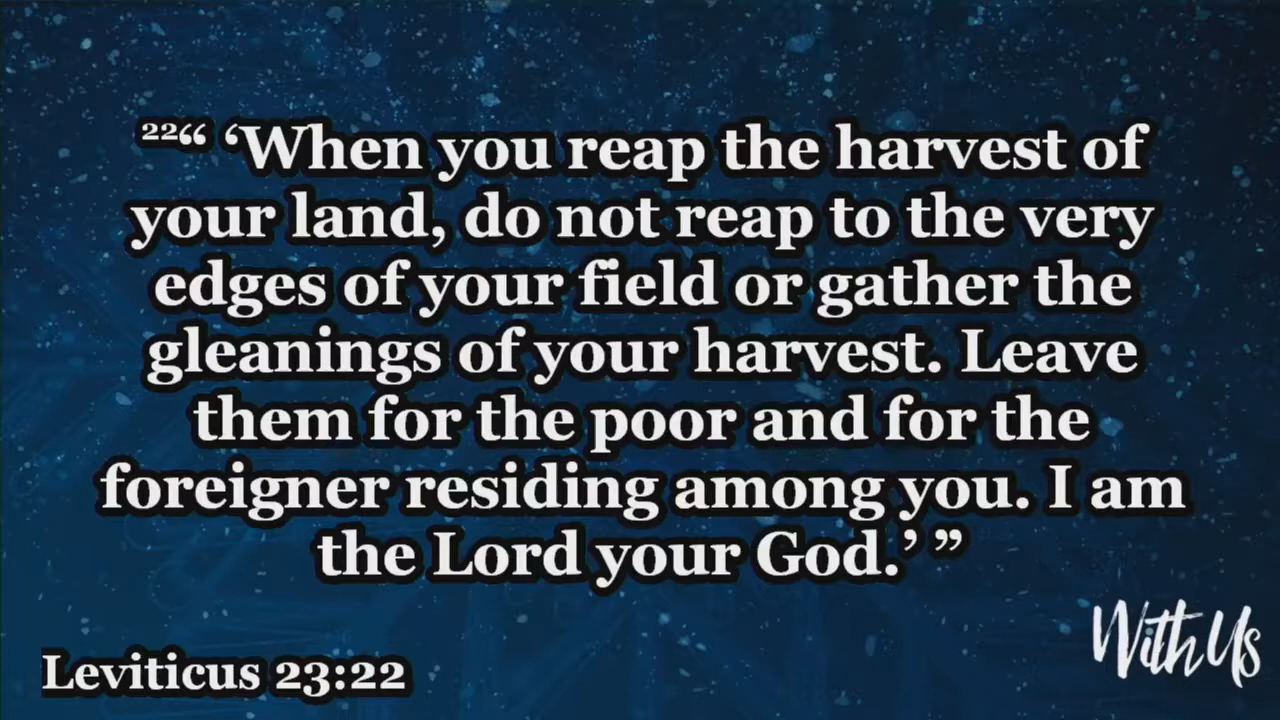 ²²“ ‘When you reap the harvest of
your land, do not reap to the very
edges of your field or gather the
gleanings of your harvest. Leave
them for the poor and for the
foreigner residing among you. I am
the Lord your God.’ ”
With Us
Leviticus 23:22